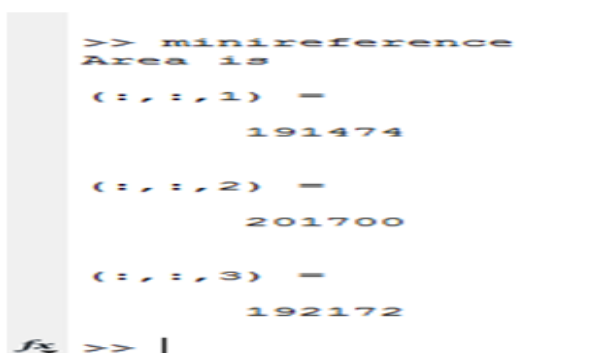 >> minireference
Area is
(:,:,1) =
191474
(:,:,2) =
201700
(:,:,3) =
192172
fx >>